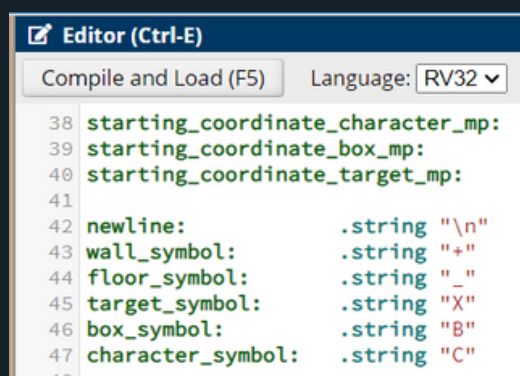 Editor (Ctrl-E)
Compile and Load (F5) Language: RV32
38 starting_coordinate_character_mp:
39 starting_coordinate_box_mp:
40 starting_coordinate_target_mp:
41
42 newline: .string "\n"
43 wall_symbol: .string "+"
44 floor_symbol: .string "_"
45 target_symbol: .string "X"
46 box_symbol: .string "B"
47 character_symbol: .string "C"